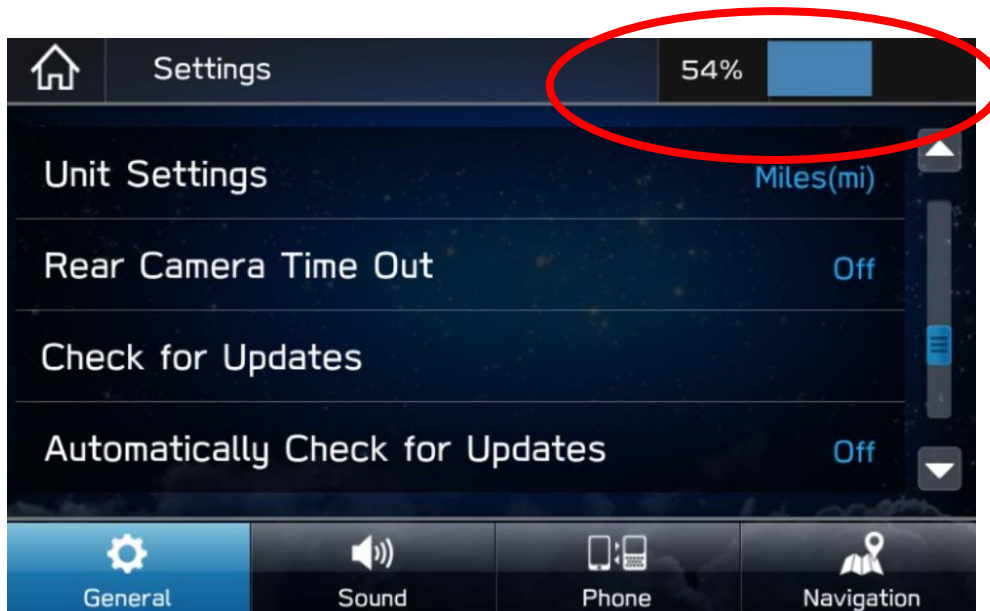 Settings
54%
Unit Settings Miles(mi)
Rear Camera Time Out Off
Check for Updates
Automatically Check for Updates Off
General Sound Phone Navigation